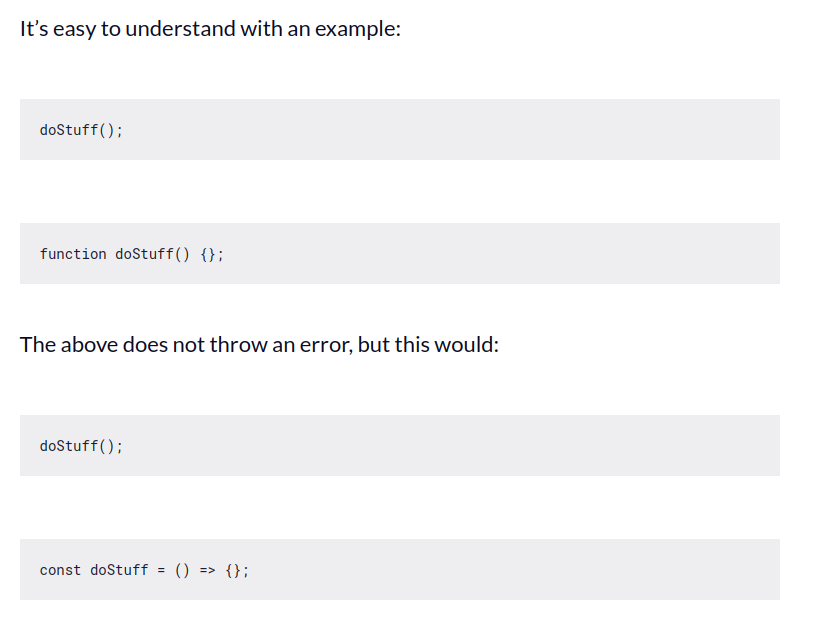 It’s easy to understand with an example:
doStuff();
function doStuff() {};
The above does not throw an error, but this would:
doStuff();
const doStuff = () => {};